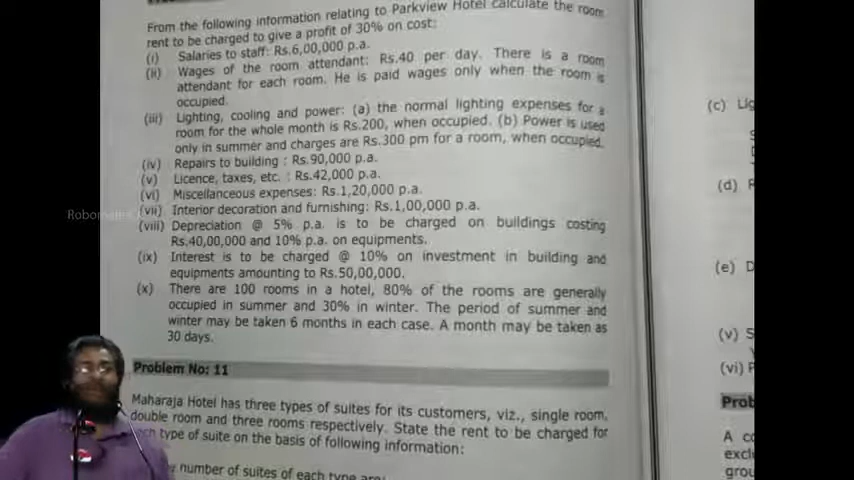 From the following information relating to Parkview Hotel calculate the room
rent to be charged to give a profit of 30% on cost:
(i) Salaries to staff: Rs.6,00,000 p.a.
(ii) Wages of the room attendant: Rs.40 per day. There is a room
attendant for each room. He is paid wages only when the room is
occupied.
(iii) Lighting, cooling and power: (a) the normal lighting expenses for a
room for the whole month is Rs.200, when occupied. (b) Power is used
only in summer and charges are Rs.300 pm for a room, when occupied.
(iv) Repairs to building : Rs.90,000 p.a.
(v) Licence, taxes, etc. : Rs.42,000 p.a.
(vi) Miscellaneous expenses: Rs.1,20,000 p.a.
(vii) Interior decoration and furnishing: Rs.1,00,000 p.a.
(viii) Depreciation @ 5% p.a. is to be charged on buildings costing
Rs.40,00,000 and 10% p.a. on equipments.
(ix) Interest is to be charged @ 10% on investment in building and
equipments amounting to Rs.50,00,000.
(x) There are 100 rooms in a hotel, 80% of the rooms are generally
occupied in summer and 30% in winter. The period of summer and
winter may be taken 6 months in each case. A month may be taken as
30 days.
Problem No: 11
Maharaja Hotel has three types of suites for its customers, viz., single room,
double room and three rooms respectively. State the rent to be charged for
type of suite on the basis of following information:
number of suites of each type are:
(c) Lig
(d)
(e) D
(v) S
(vi)
Prob
A co
exclu
grou